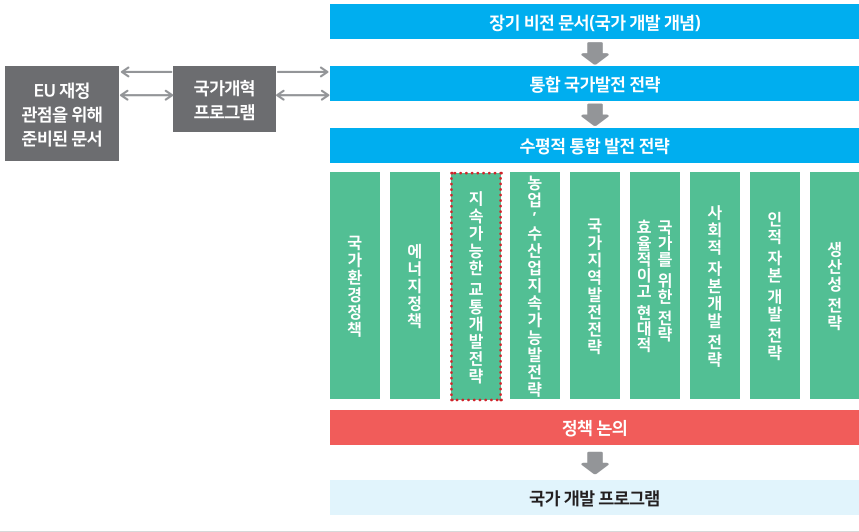 장기 비전 문서(국가 개발 개념)
EU 재정
관점을 위해
준비된 문서
국가개혁
프로그램
통합 국가발전 전략
수평적 통합 발전 전략
국가환경정책
에너지정책
지속가능한 교통개발전략
농업, 수산업지속가능발전략
국가지역발전전략
국가를 위한 전략
효율적이고 현대적
사회적 자본개발 전략
인적 자본 개발 전략
생산성 전략
정책 논의
국가 개발 프로그램